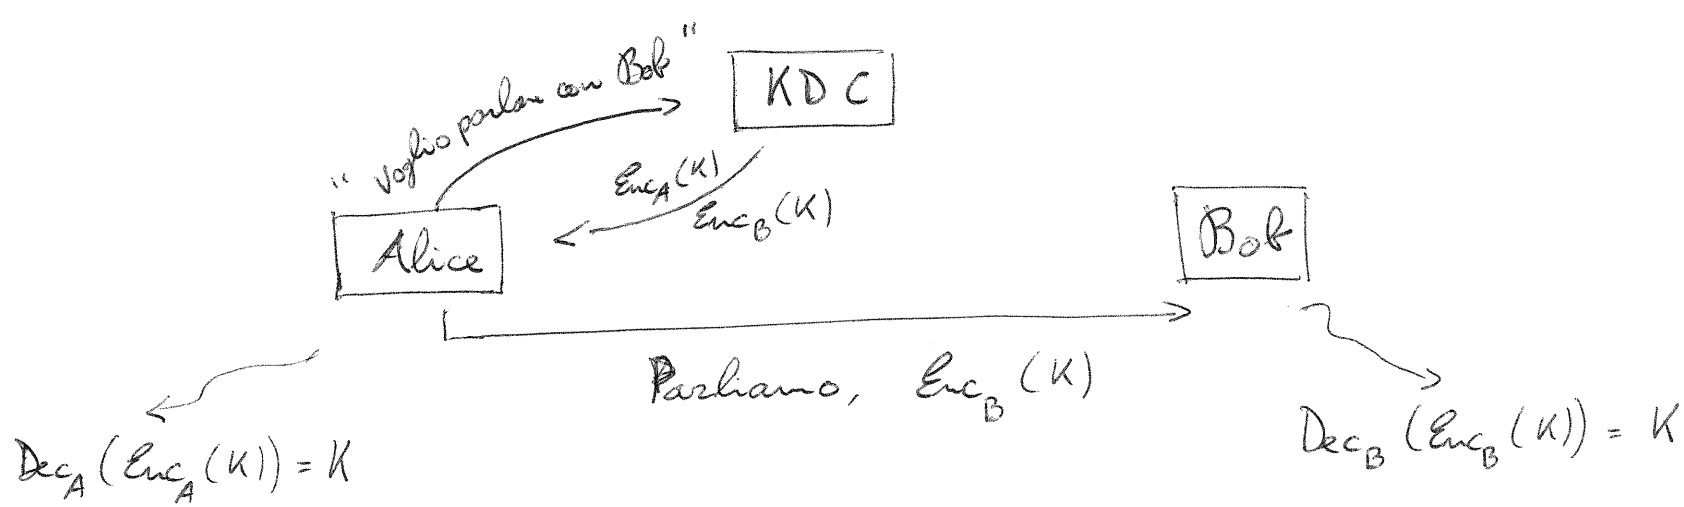 " voglio parlare con Bob "
KDC
Enc_A(K)
Enc_B(K)
Alice
Bob
Parliamo, Enc_B(K)
Dec_A(Enc_A(K)) = K
Dec_B(Enc_B(K)) = K